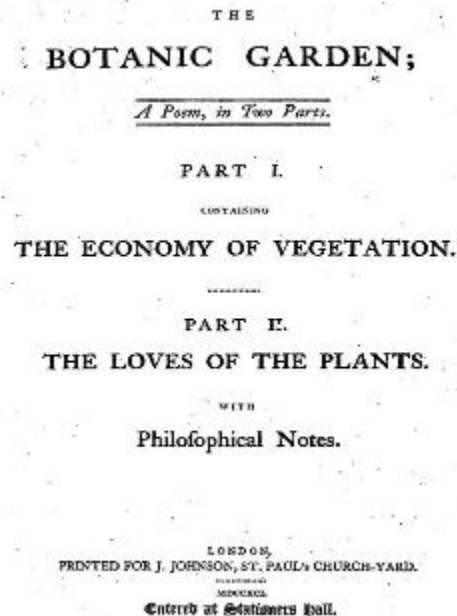 THE
BOTANIC GARDEN;
A Poem, in Two Parts.
PART I.
CONTAINING
THE ECONOMY OF VEGETATION.
PART II.
THE LOVES OF THE PLANTS.
WITH
Philoſophical Notes.
LONDON,
PRINTED FOR J. JOHNSON, ST. PAUL's CHURCH-YARD.
MDCCXCI.
Entered at Stationers Hall.